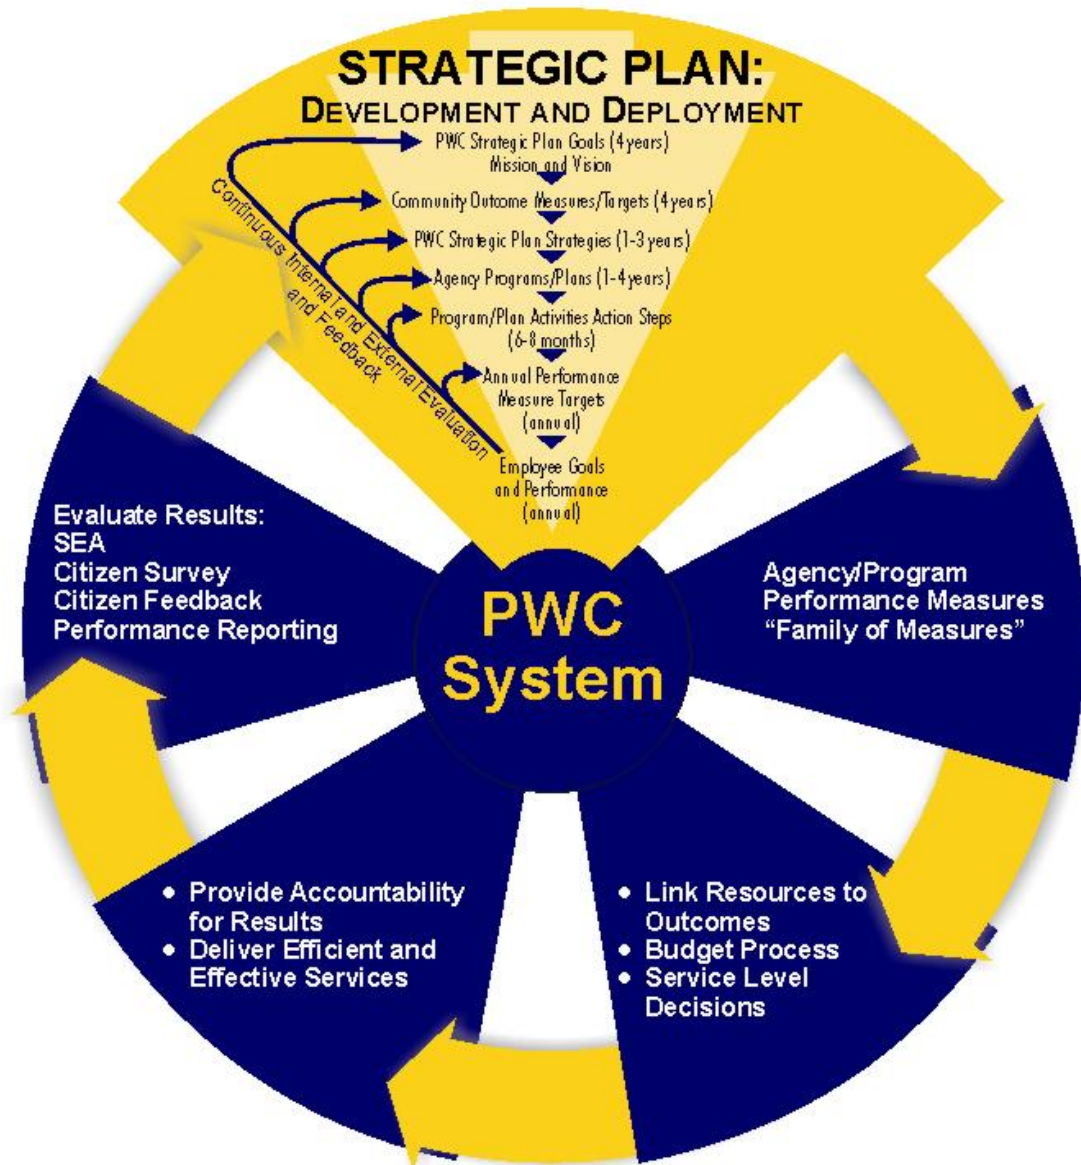 STRATEGIC PLAN:
DEVELOPMENT AND DEPLOYMENT
PWC Strategic Plan Goals (4 years)
Mission and Vision
Community Outcome Measures/Targets (4 years)
PWC Strategic Plan Strategies (1-3 years)
Agency Programs/Plans (1-4 years)
Program/Plan Activities Action Steps
(6-8 months)
Annual Performance
Measure Targets
(annual)
Employee Goals
and Performance
(annual)
Continuous Internal and External Evaluation
and Feedback
Agency/Program
Performance Measures
“Family of Measures”
• Link Resources to
Outcomes
• Budget Process
• Service Level
Decisions
• Provide Accountability
for Results
• Deliver Efficient and
Effective Services
Evaluate Results:
SEA
Citizen Survey
Citizen Feedback
Performance Reporting
PWC
System